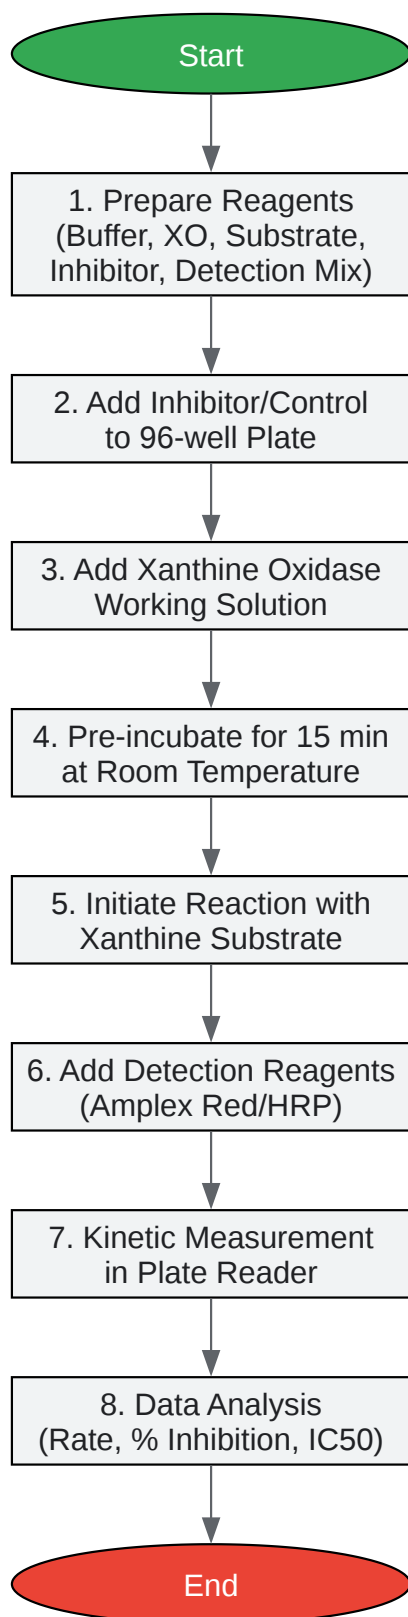 Start
1. Prepare Reagents
(Buffer, XO, Substrate,
Inhibitor, Detection Mix)
2. Add Inhibitor/Control
to 96-well Plate
3. Add Xanthine Oxidase
Working Solution
4. Pre-incubate for 15 min
at Room Temperature
5. Initiate Reaction with
Xanthine Substrate
6. Add Detection Reagents
(Amplex Red/HRP)
7. Kinetic Measurement
in Plate Reader
8. Data Analysis
(Rate, % Inhibition, IC50)
End